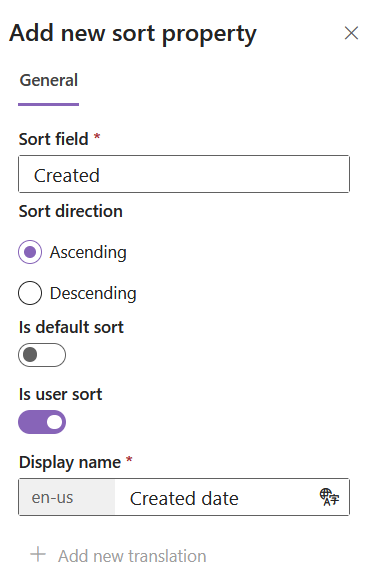 Add new sort property
General
Sort field *
Created
Sort direction
Ascending
Descending
Is default sort
Is user sort
Display name *
en-us Created date
Add new translation